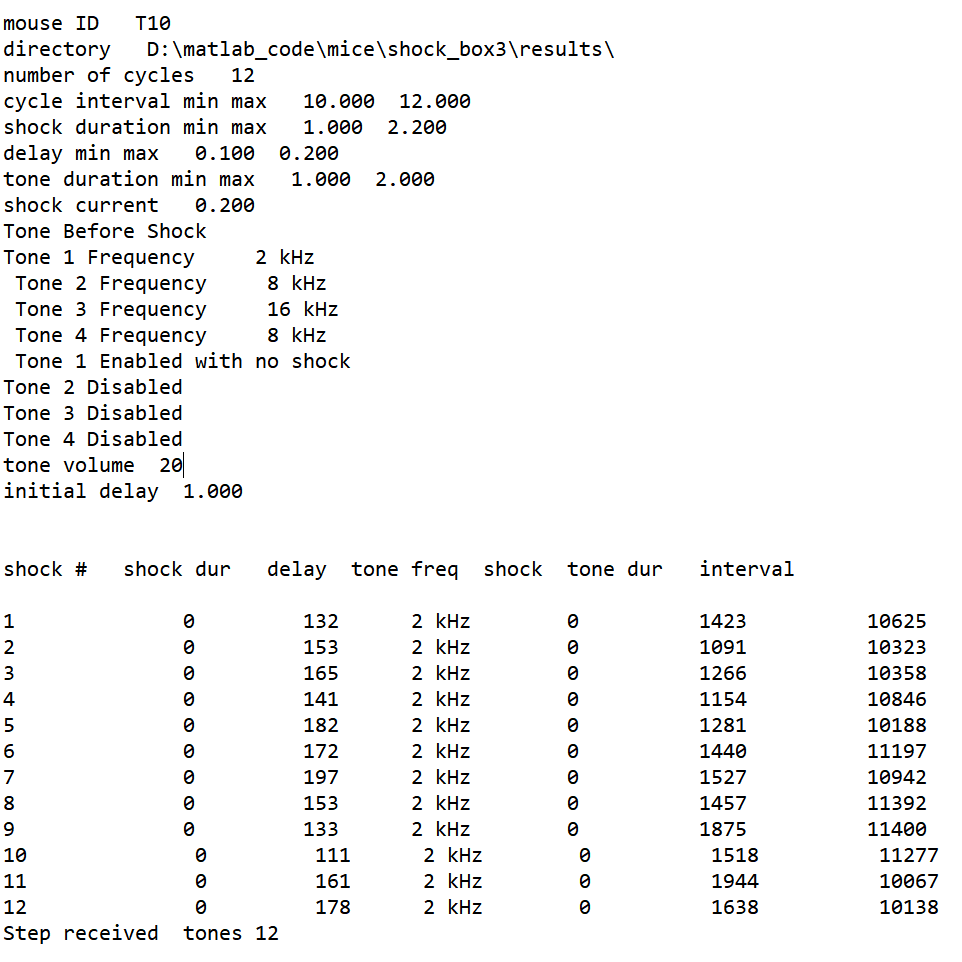 mouse ID   T10
directory   D:\matlab_code\mice\shock_box3\results\
number of cycles   12
cycle interval min max   10.000  12.000
shock duration min max   1.000  2.200
delay min max   0.100  0.200
tone duration min max   1.000  2.000
shock current   0.200
Tone Before Shock
Tone 1 Frequency     2 kHz
 Tone 2 Frequency     8 kHz
 Tone 3 Frequency     16 kHz
 Tone 4 Frequency     8 kHz
 Tone 1 Enabled with no shock
Tone 2 Disabled
Tone 3 Disabled
Tone 4 Disabled
tone volume  20
initial delay  1.000
shock #   shock dur   delay  tone freq  shock  tone dur   interval
1              0         132      2 kHz        0          1423          10625
2              0         153      2 kHz        0          1091          10323
3              0         165      2 kHz        0          1266          10358
4              0         141      2 kHz        0          1154          10846
5              0         182      2 kHz        0          1281          10188
6              0         172      2 kHz        0          1440          11197
7              0         197      2 kHz        0          1527          10942
8              0         153      2 kHz        0          1457          11392
9              0         133      2 kHz        0          1875          11400
10              0         111      2 kHz        0          1518          11277
11              0         161      2 kHz        0          1944          10067
12              0         178      2 kHz        0          1638          10138
Step received  tones 12